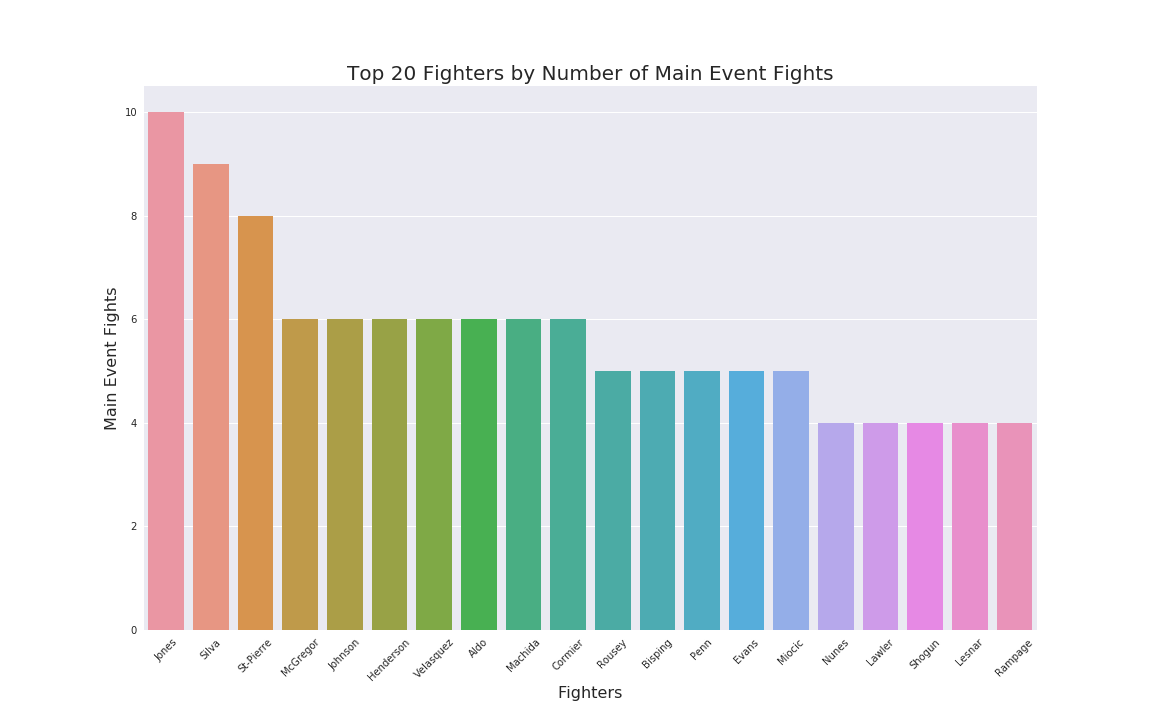 Top 20 Fighters by Number of Main Event Fights
Main Event Fights
10
8
6
4
2
0
Jones
Silva
St-Pierre
McGregor
Johnson
Henderson
Velasquez
Aldo
Machida
Cormier
Rousey
Bisping
Penn
Evans
Miocic
Nunes
Lawler
Shogun
Lesnar
Rampage
Fighters